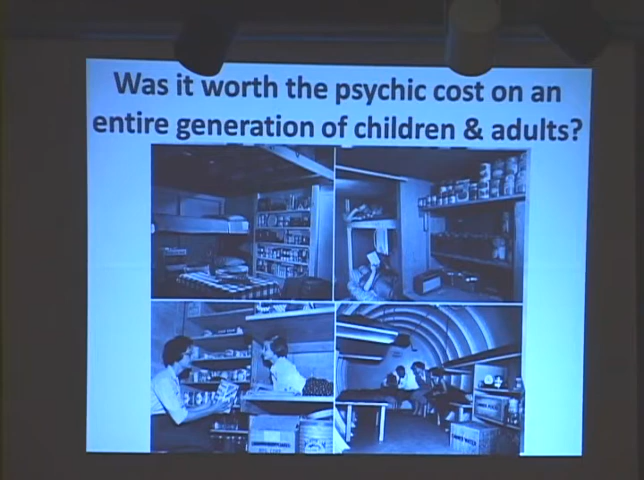 Was it worth the psychic cost on an
entire generation of children & adults?